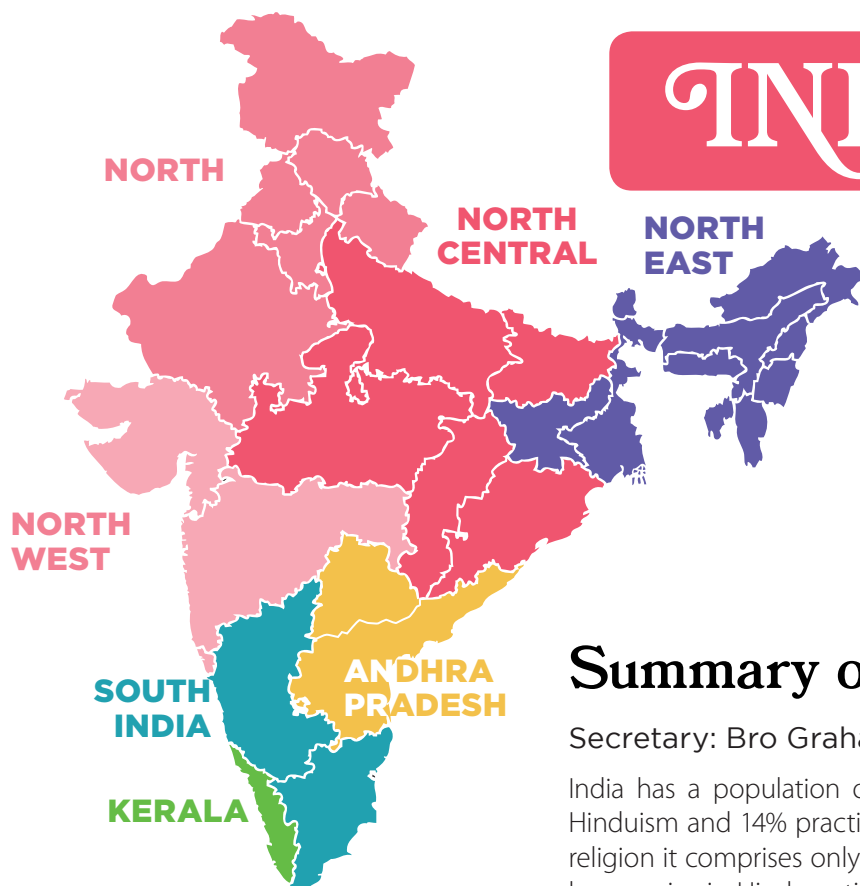 NORTH
NORTH
CENTRAL
NORTH
EAST
NORTH
WEST
SOUTH
INDIA
ANDHRA
PRADESH
KERALA
Summary
Secretary: Bro
India has a population
Hinduism and 14%
religion it comprises only